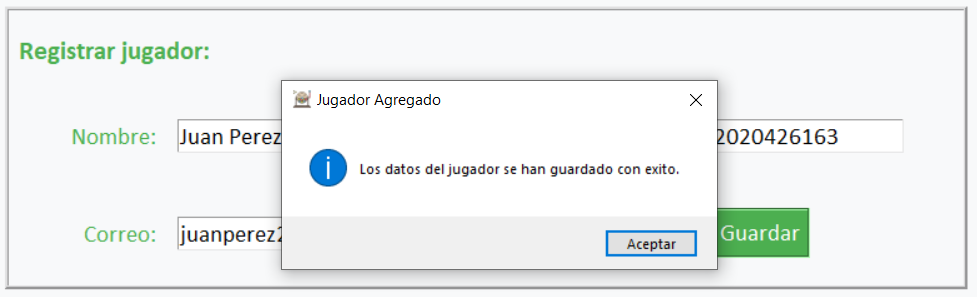 Registrar jugador:
Jugador Agregado
Nombre: Juan Perez 2020426163
Los datos del jugador se han guardado con exito.
Correo: juanperez2 Guardar
Aceptar